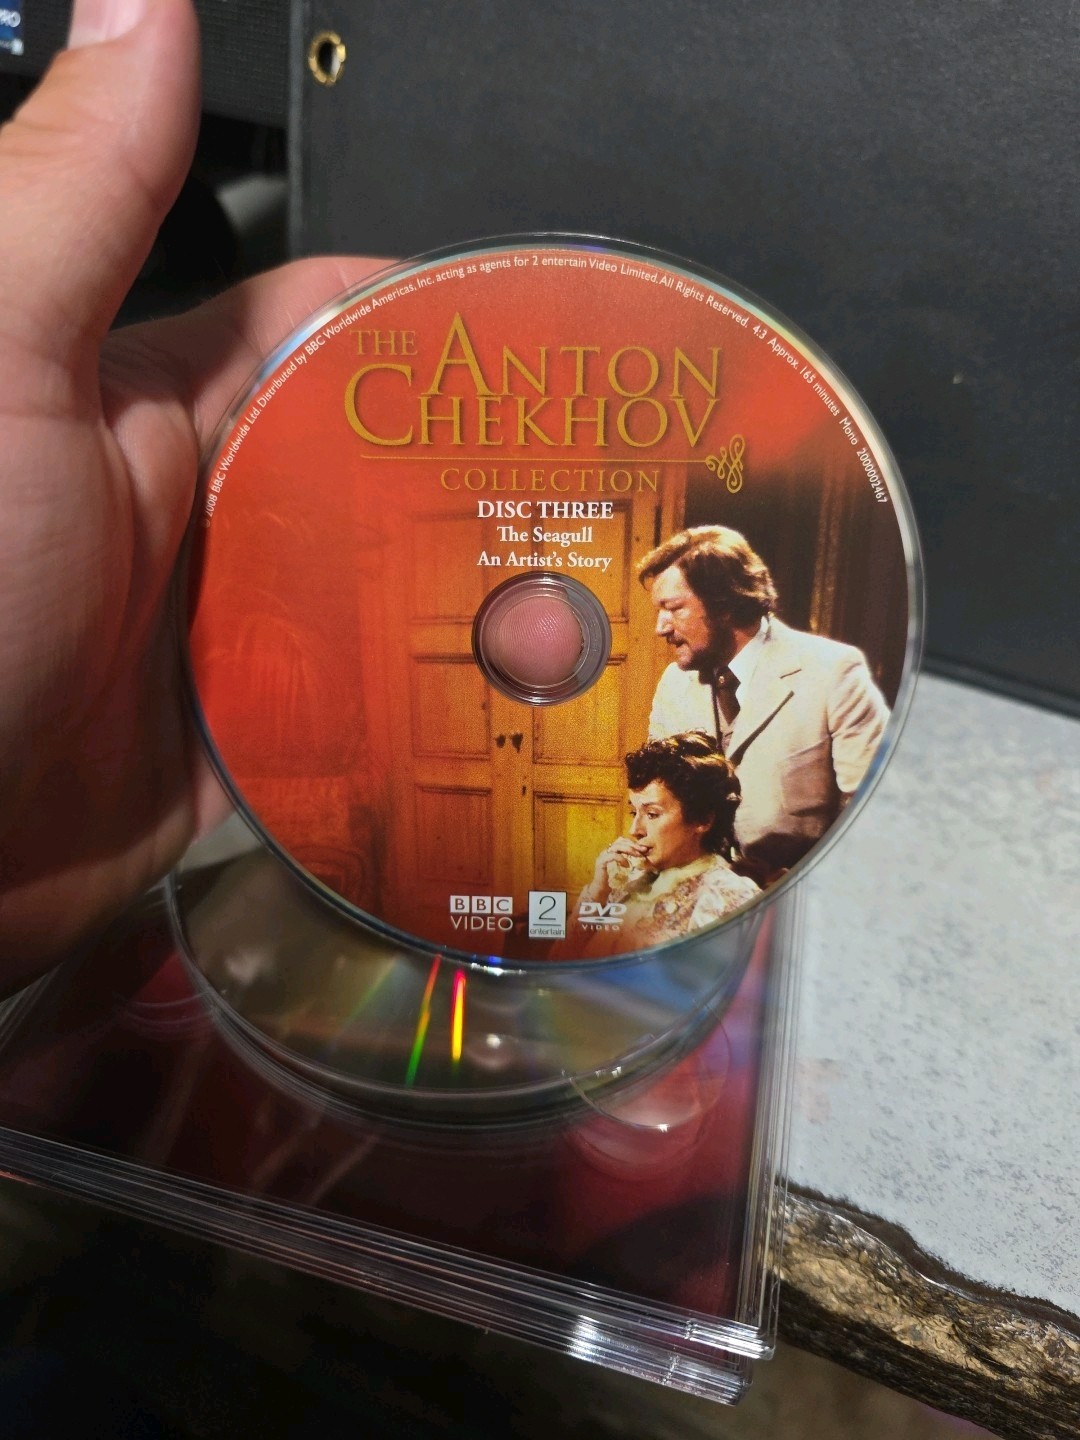 PRO
© 2008 BBC Worldwide Ltd. Distributed by BBC Worldwide Americas, Inc. acting as agents for 2 entertain Video Limited. All Rights Reserved. 4:3 Approx. 165 minutes Mono 2000002467
THE ANTON
CHEKHOV
COLLECTION
DISC THREE
The Seagull
An Artist's Story
BBC
VIDEO
2
entertain
DVD
VIDEO